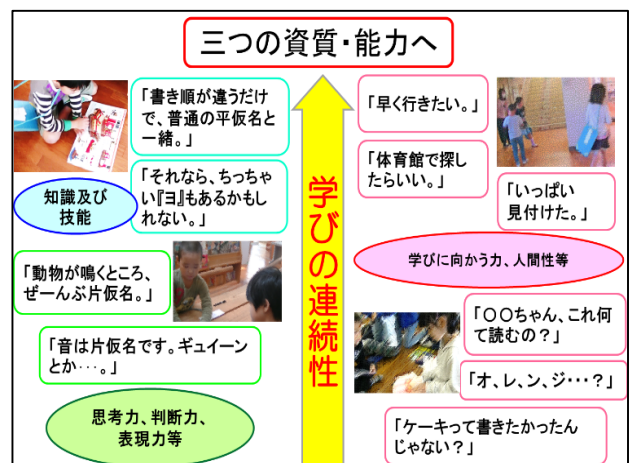 三つの資質・能力へ
「書き順が違うだけ
で、普通の平仮名と
一緒。」
「それなら、ちっちゃ
い『ヨ』もあるかもし
れない。」
知識及び
技能
「動物が鳴くところ、
ぜーんぶ片仮名。」
「音は片仮名です。ギュイーン
とか・・・。」
思考力、判断力、
表現力等
学びの連続性
「早く行きたい。」
「体育館で探し
たらいい。」
「いっぱい
見付けた。」
学びに向かう力、人間性等
「〇〇ちゃん、これ何
て読むの？」
「オ、レ、ン、ジ・・・？」
「ケーキって書きたかったん
じゃない？」